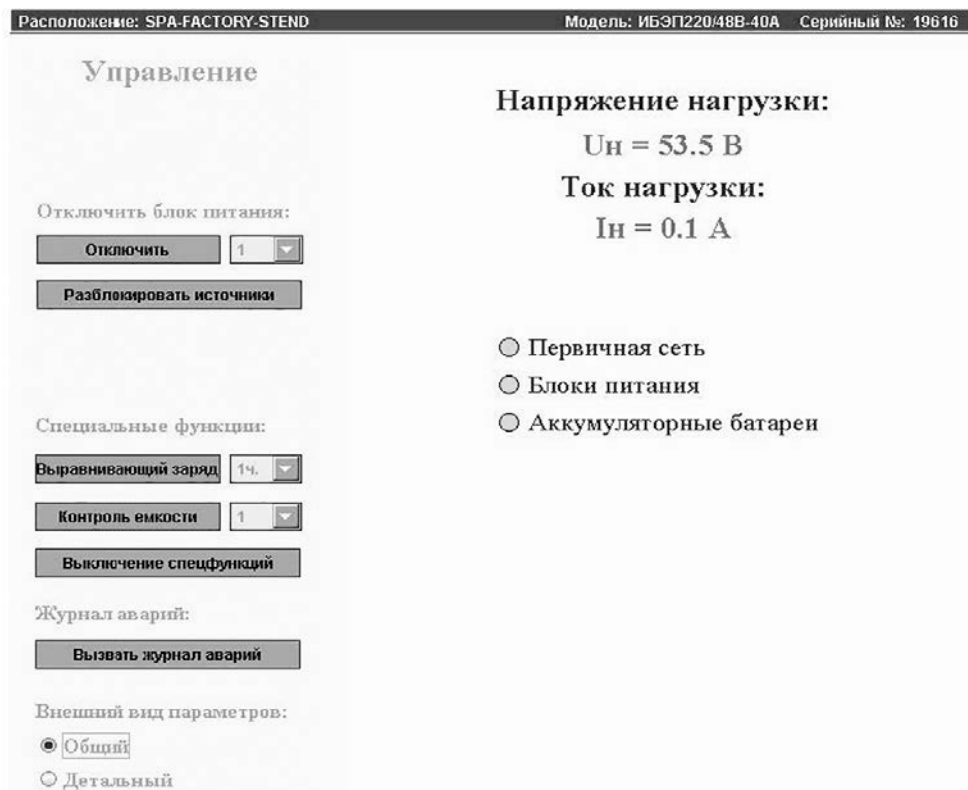 Расположение: SPA-FACTORY-STEND Модель: ИБЭП220/48В-40А Серийный №: 19616
Управление
Отключить блок питания:
Отключить 1
Разблокировать источники
Специальные функции:
Выравнивающий заряд 1ч.
Контроль емкости 1
Выключение спецфункций
Журнал аварий:
Вызвать журнал аварий
Внешний вид параметров:
Общий
Детальный
Напряжение нагрузки:
Uн = 53.5 В
Ток нагрузки:
Iн = 0.1 А
Первичная сеть
Блоки питания
Аккумуляторные батареи